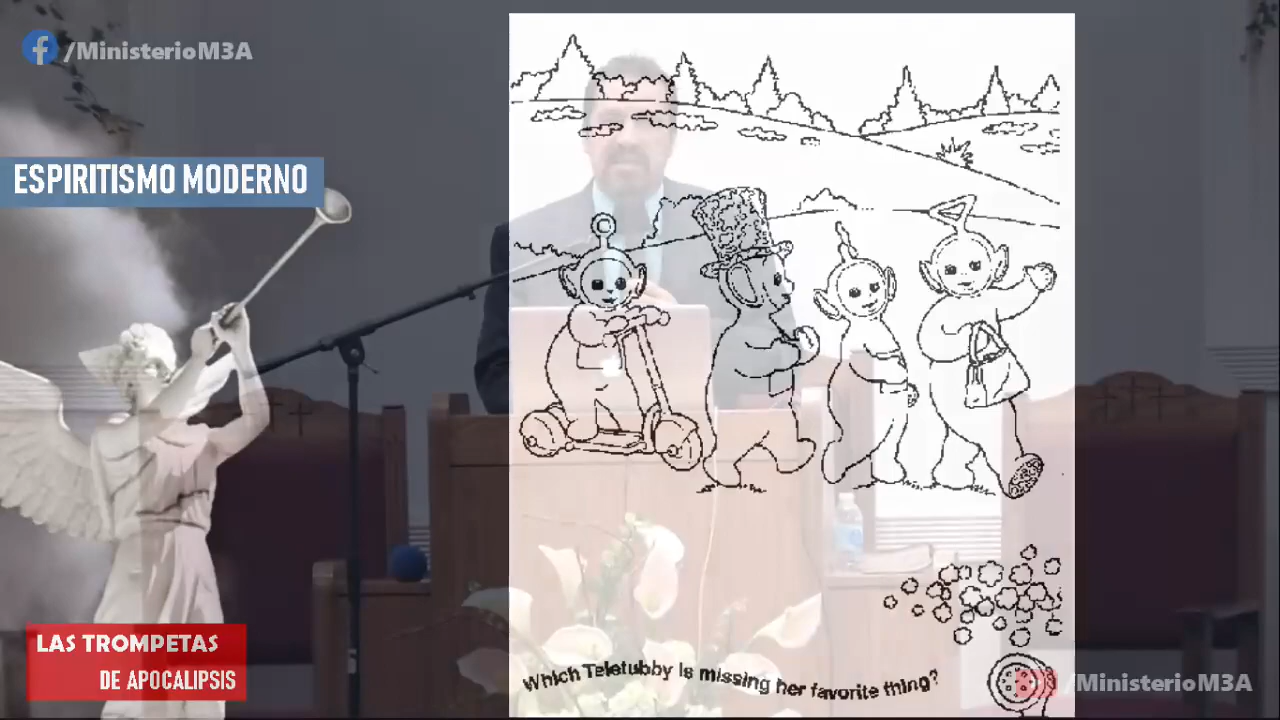 /MinisterioM3A
ESPIRITISMO MODERNO
LAS TROMPETAS
DE APOCALIPSIS
Which Teletubby is missing her favorite thing?
/MinisterioM3A